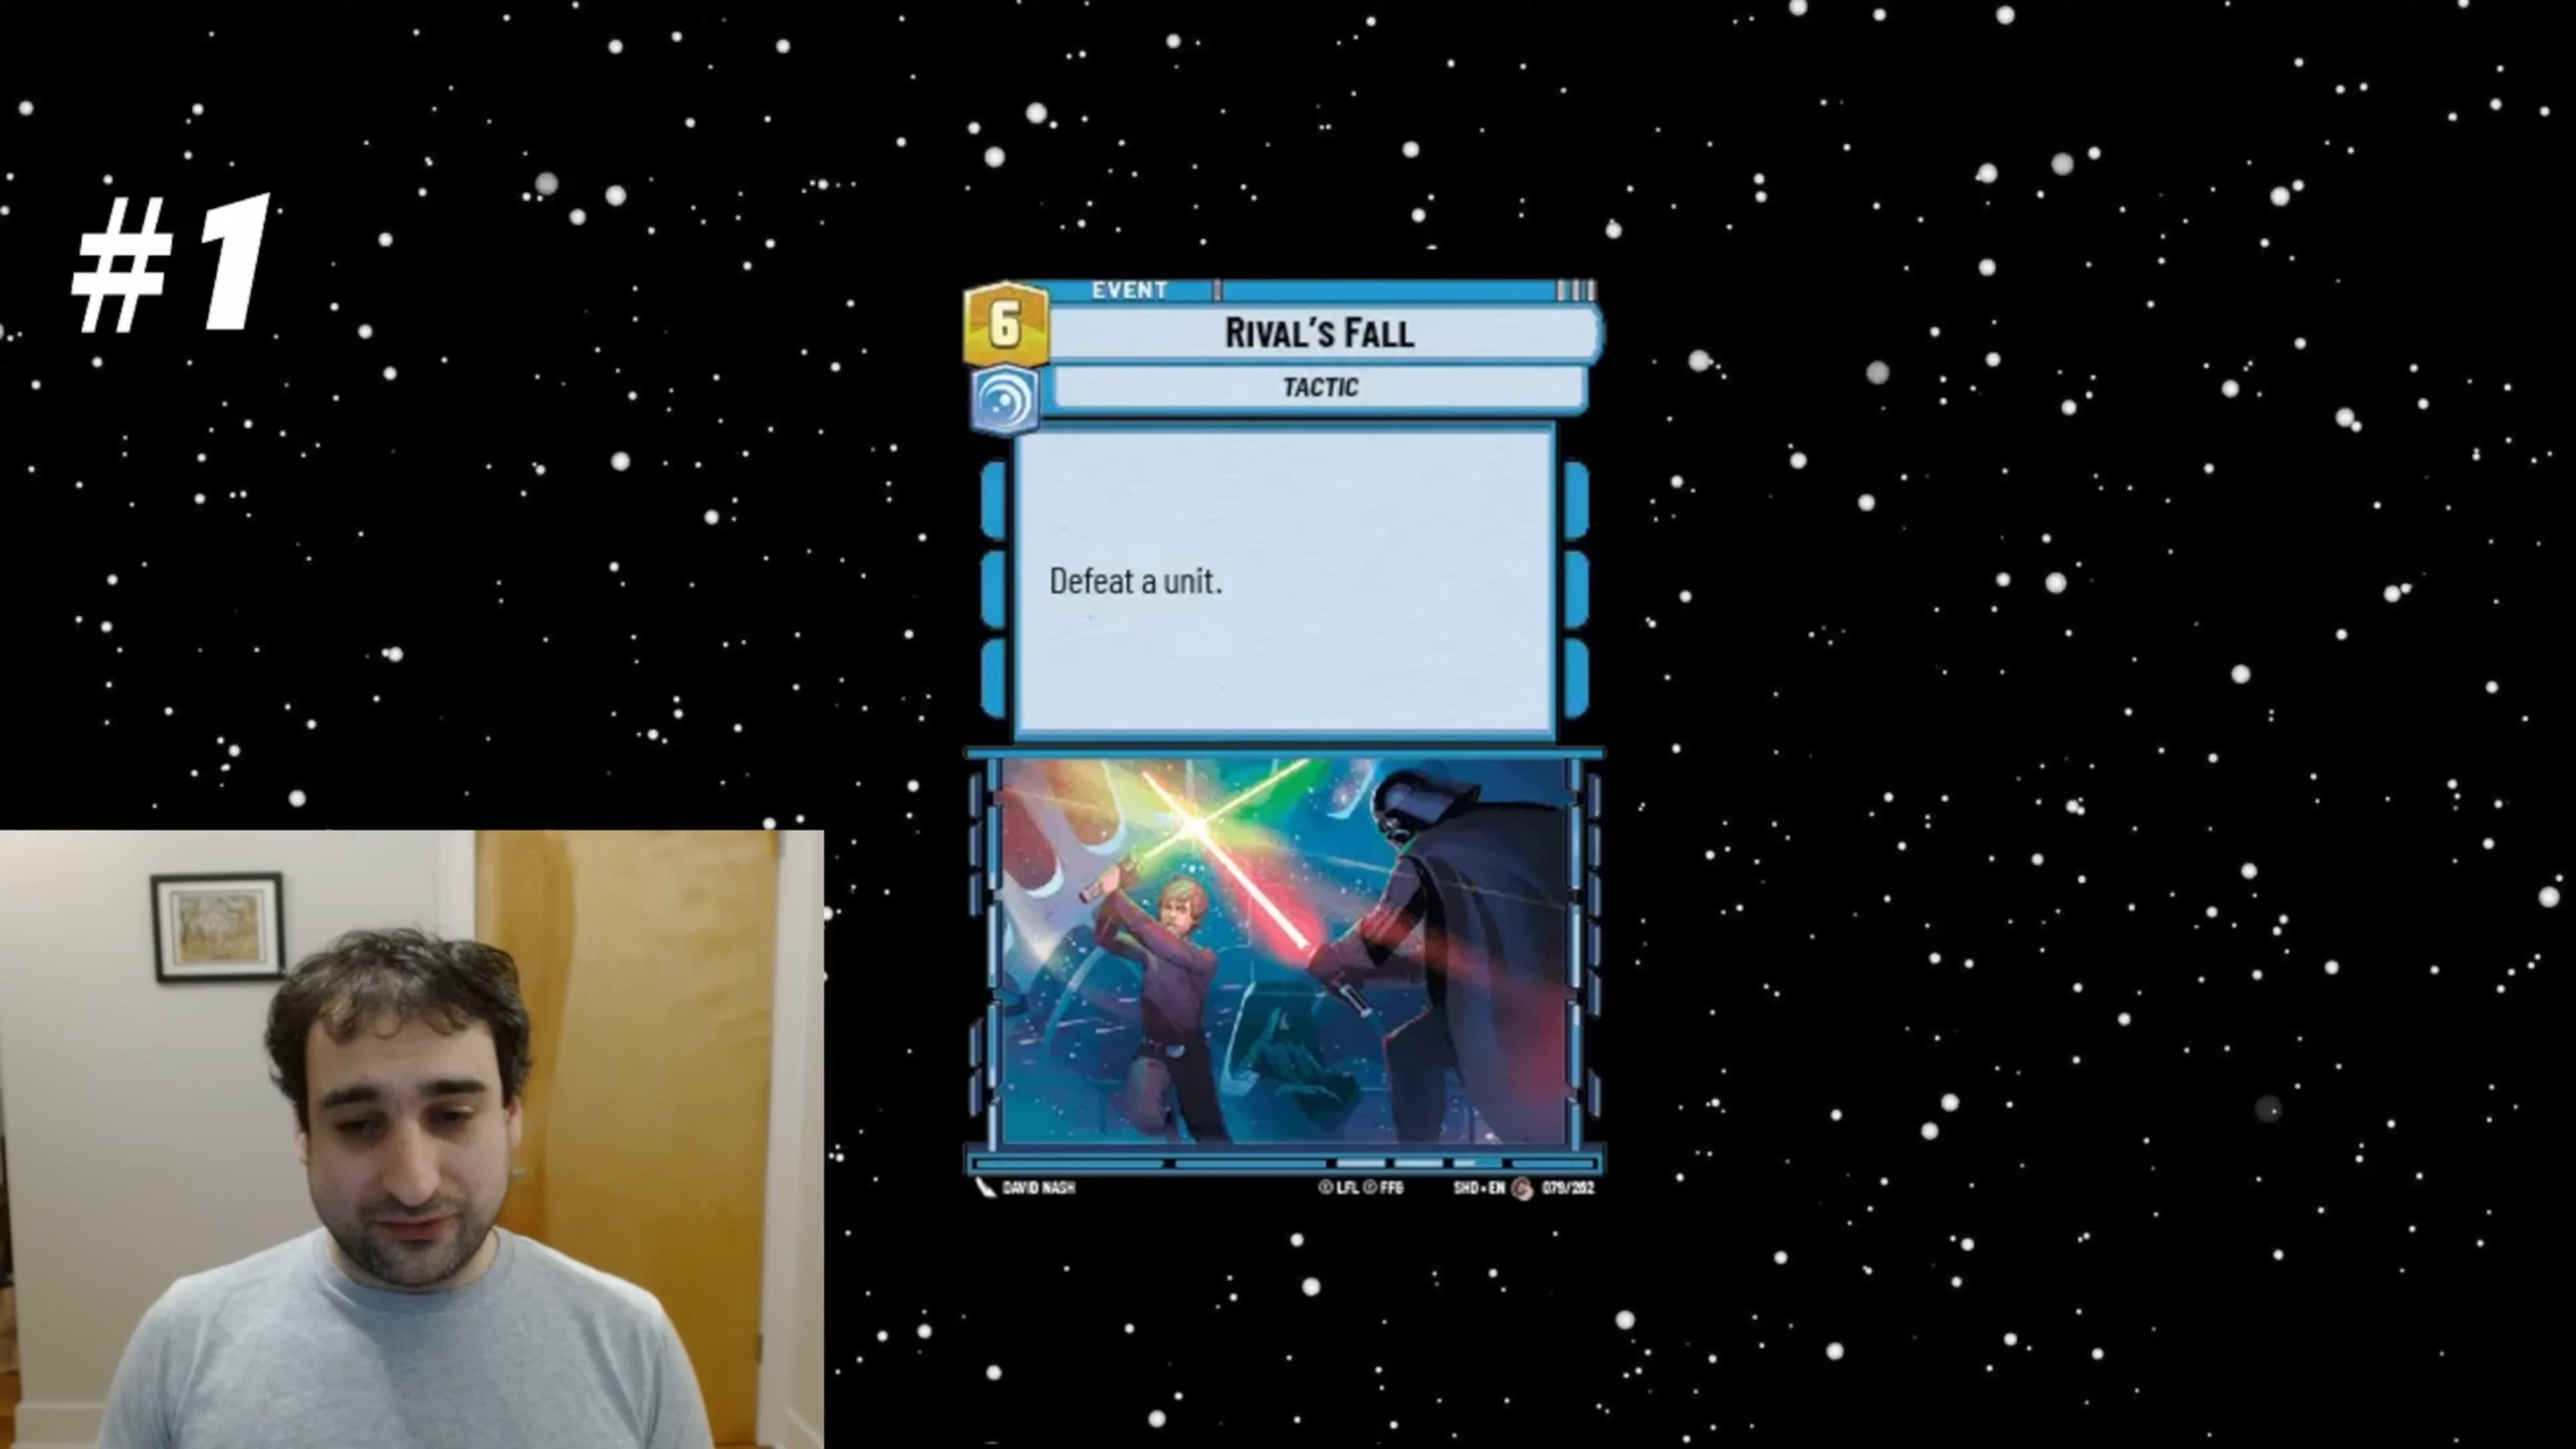 #1
EVENT
6
RIVAL'S FALL
TACTIC
Defeat a unit.
DAVID NASH
© LFL © FFG
SHD • EN
079/262